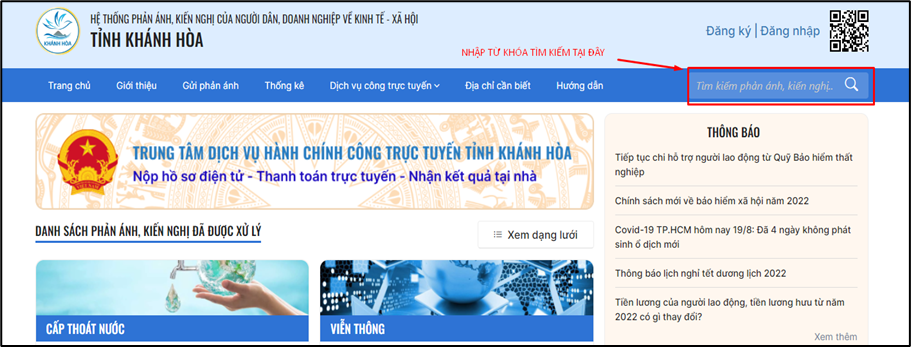 HỆ THỐNG PHẢN ÁNH, KIẾN NGHỊ CỦA NGƯỜI DÂN, DOANH NGHIỆP VỀ KINH TẾ - XÃ HỘI
TỈNH KHÁNH HÒA
KHÁNH HÒA
Đăng ký | Đăng nhập
NHẬP TỪ KHÓA TÌM KIẾM TẠI ĐÂY
Trang chủ Giới thiệu Gửi phản ánh Thống kê Dịch vụ công trực tuyến Địa chỉ cần biết Hướng dẫn
Tìm kiếm phản ánh, kiến nghị..
TRUNG TÂM DỊCH VỤ HÀNH CHÍNH CÔNG TRỰC TUYẾN TỈNH KHÁNH HÒA
Nộp hồ sơ điện tử - Thanh toán trực tuyến - Nhận kết quả tại nhà
DANH SÁCH PHẢN ÁNH, KIẾN NGHỊ ĐÃ ĐƯỢC XỬ LÝ
Xem dạng lưới
CẤP THOÁT NƯỚC
VIỄN THÔNG
THÔNG BÁO
Tiếp tục chi hỗ trợ người lao động từ Quỹ Bảo hiểm thất
nghiệp
Chính sách mới về bảo hiểm xã hội năm 2022
Covid-19 TP.HCM hôm nay 19/8: Đã 4 ngày không phát
sinh ổ dịch mới
Thông báo lịch nghỉ tết dương lịch 2022
Tiền lương của người lao động, tiền lương hưu từ năm
2022 có gì thay đổi?
Xem thêm